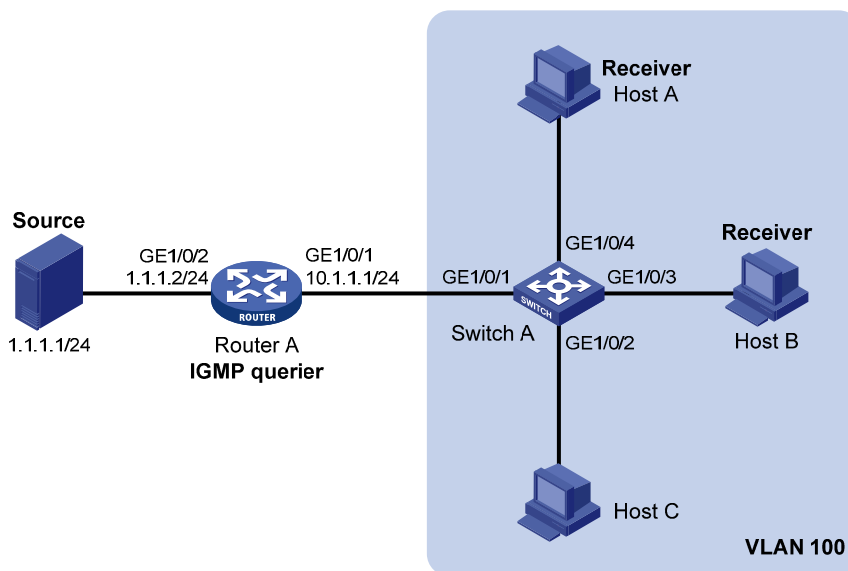 Receiver
Host A
Source
GE1/0/2
1.1.1.2/24
GE1/0/1
10.1.1.1/24
GE1/0/4
Receiver
GE1/0/1
GE1/0/3
SWITCH
ROUTER
1.1.1.1/24
Router A
IGMP querier
Switch A
GE1/0/2
Host B
Host C
VLAN 100